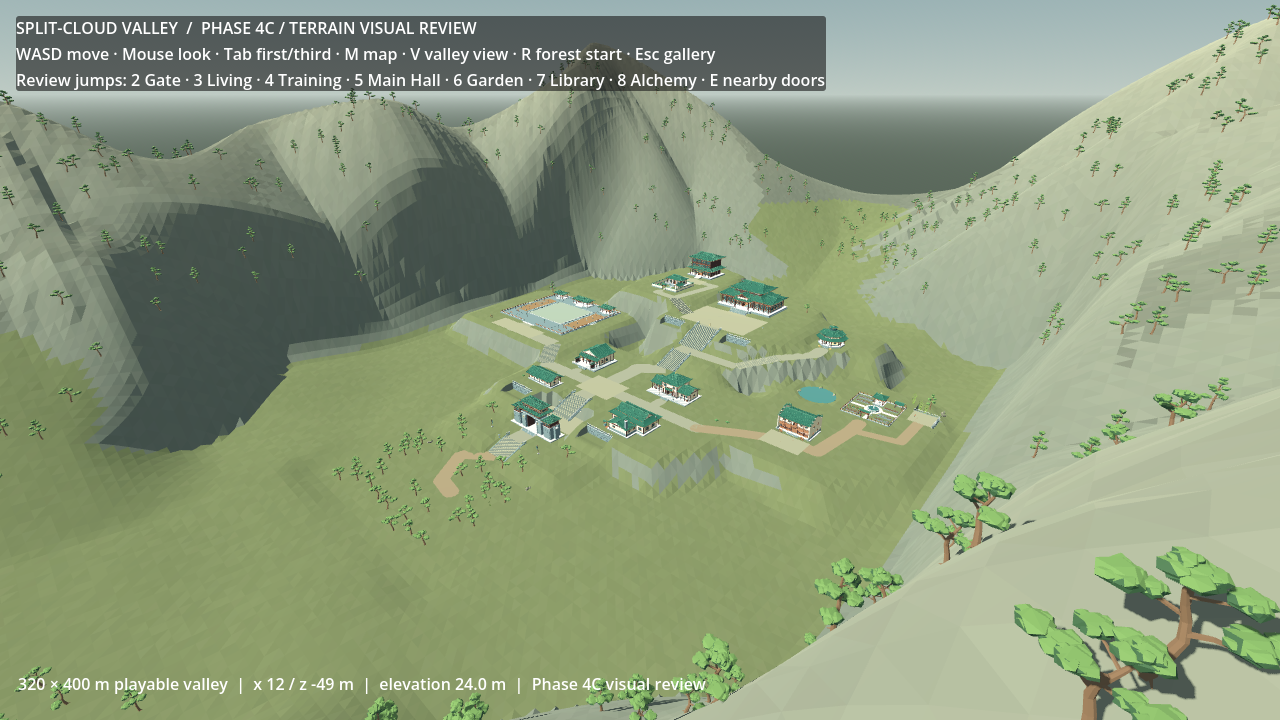 SPLIT-CLOUD VALLEY / PHASE 4C / TERRAIN VISUAL REVIEW
WASD move · Mouse look · Tab first/third · M map · V valley view · R forest start · Esc gallery
Review jumps: 2 Gate · 3 Living · 4 Training · 5 Main Hall · 6 Garden · 7 Library · 8 Alchemy · E nearby doors
320 × 400 m playable valley | x 12 / z -49 m | elevation 24.0 m | Phase 4C visual review